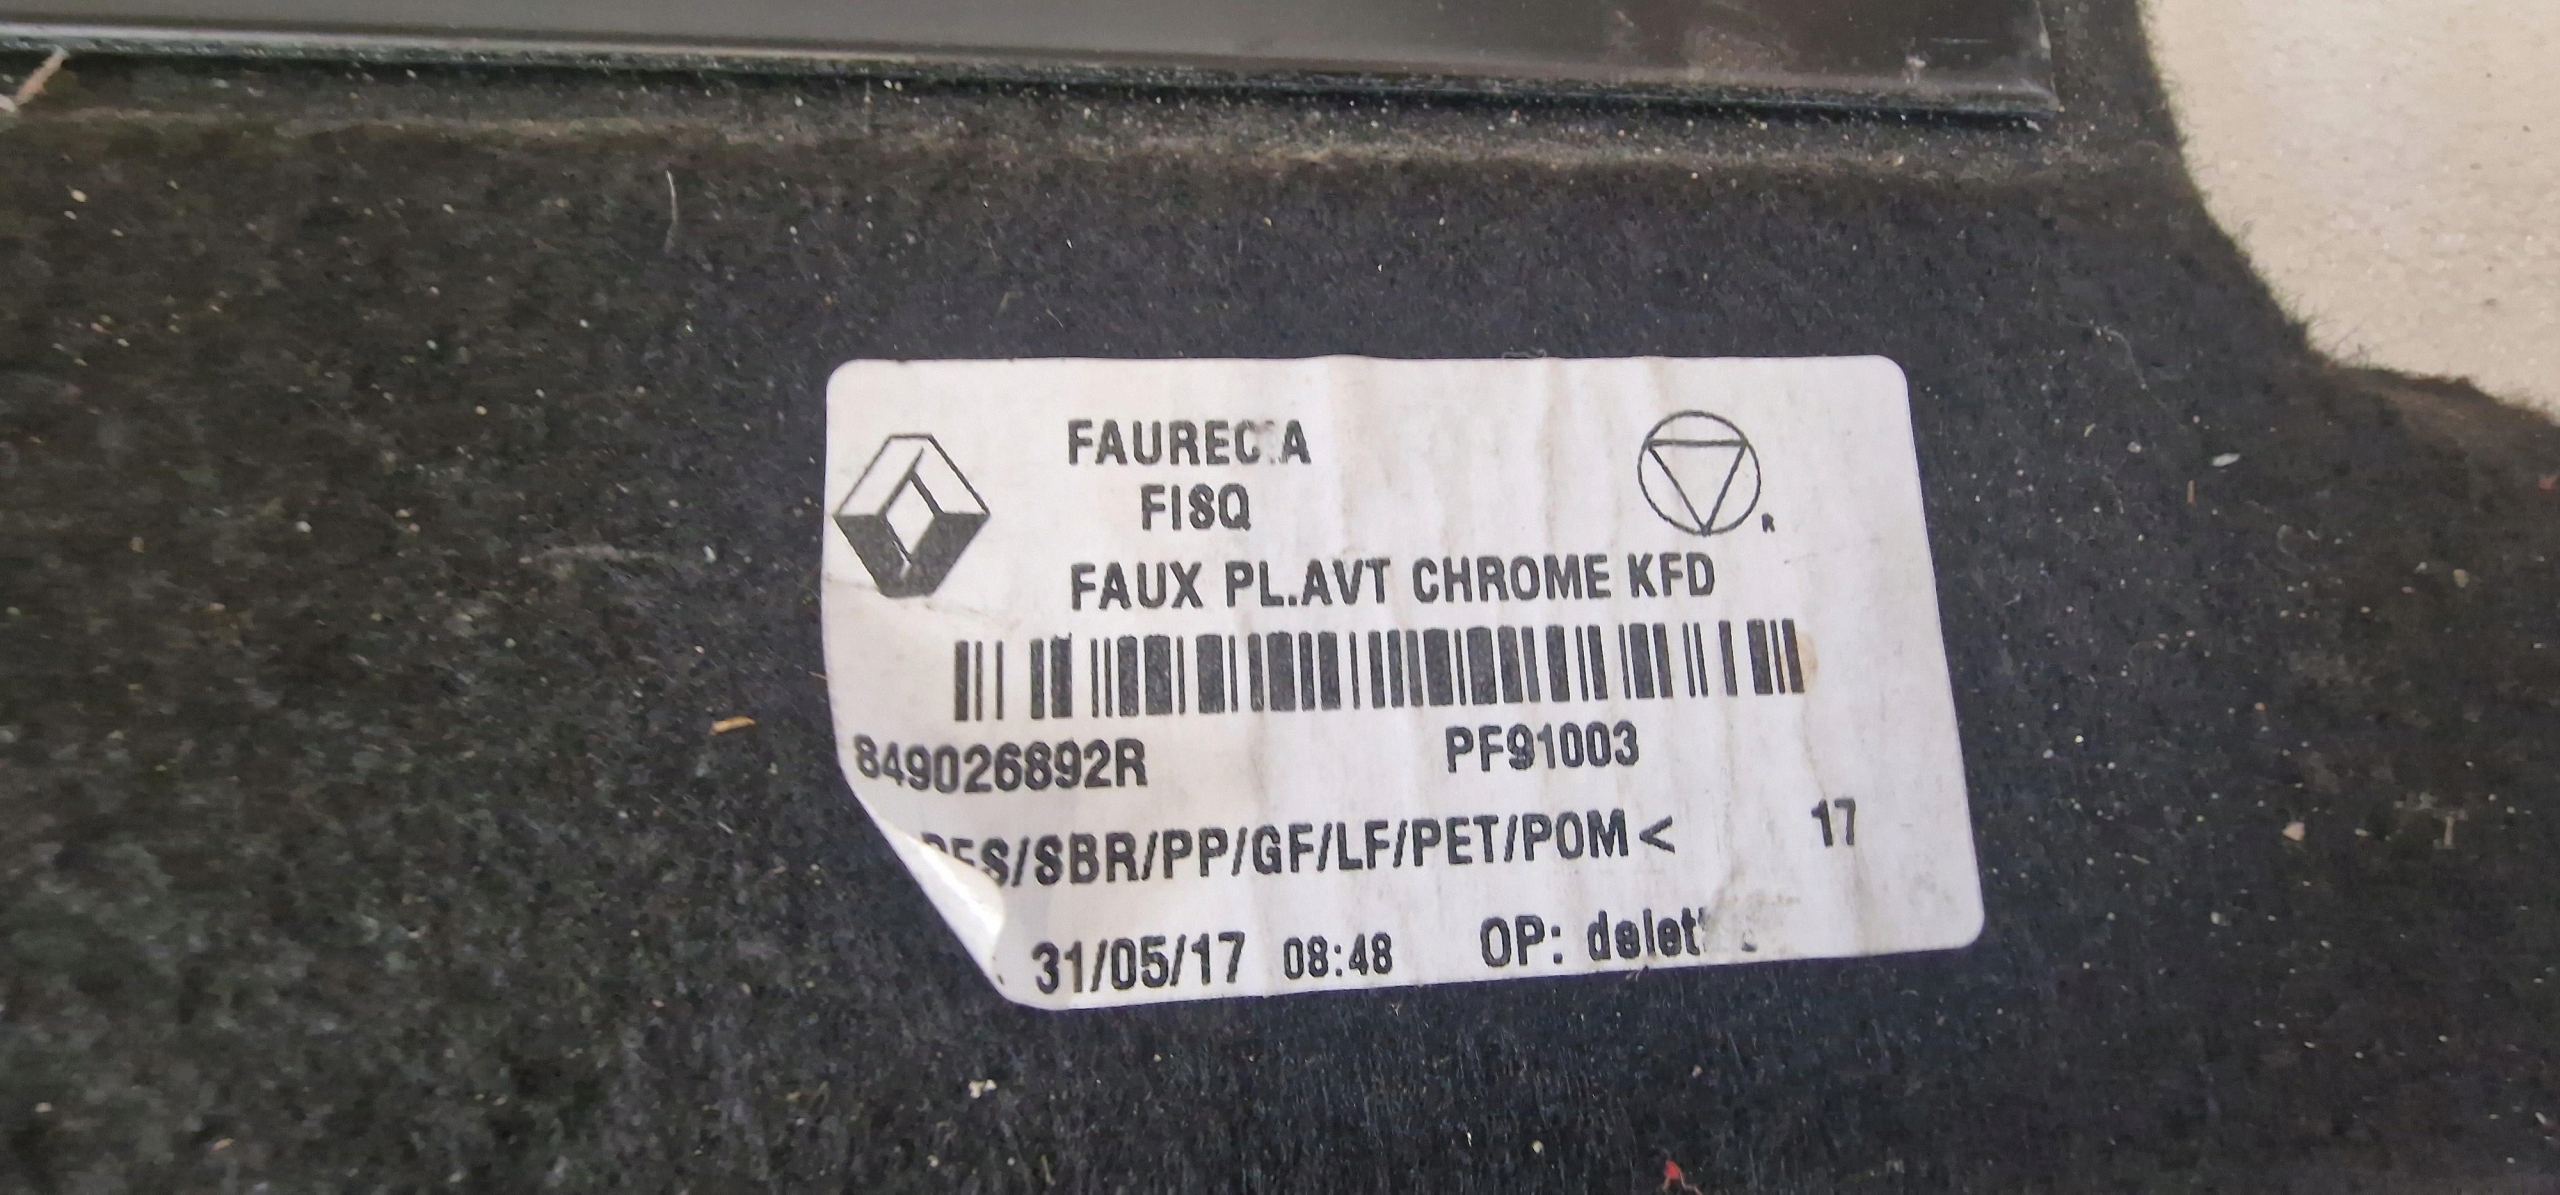 FAURECIA
FISQ
R
FAUX PL.AVT CHROME KFD
849026892R PF91003
PES/SBR/PP/GF/LF/PET/POM< 17
31/05/17 08:48 OP: